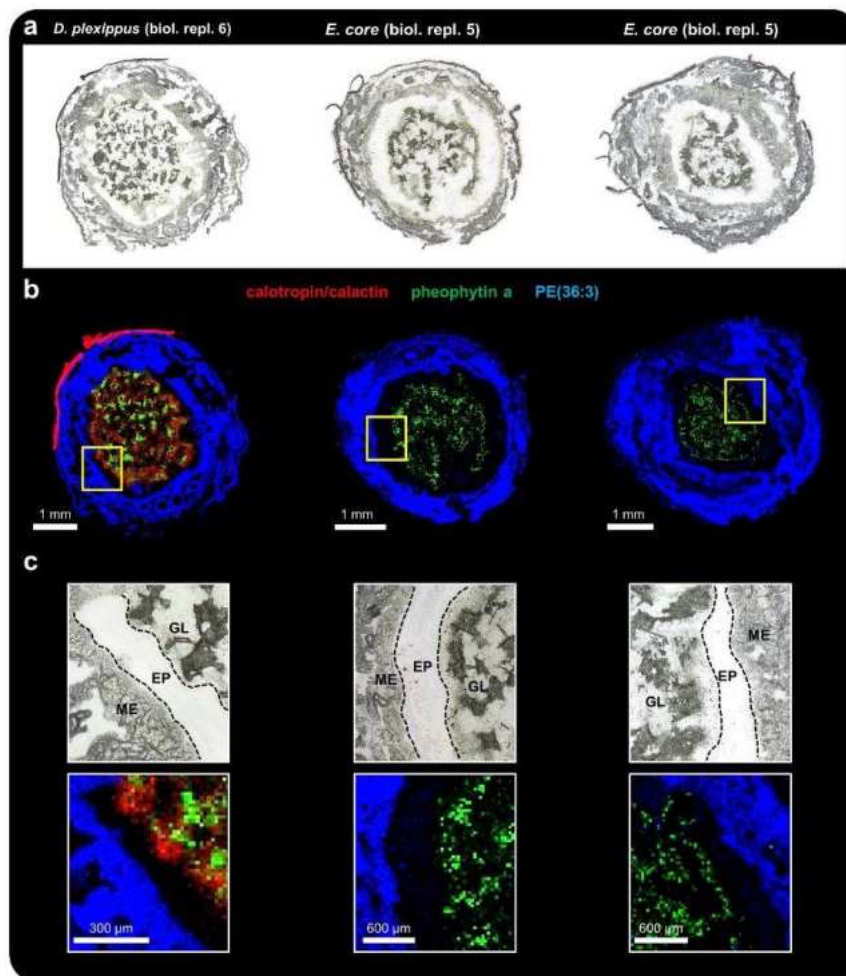 a D. plexippus (biol. repl. 6) E. core (biol. repl. 5) E. core (biol. repl. 5)
b calotropin/calactin pheophytin a PE(36:3)
1 mm 1 mm 1 mm
c
GL EP ME
ME EP GL
GL EP ME
300 µm 600 µm 600 µm